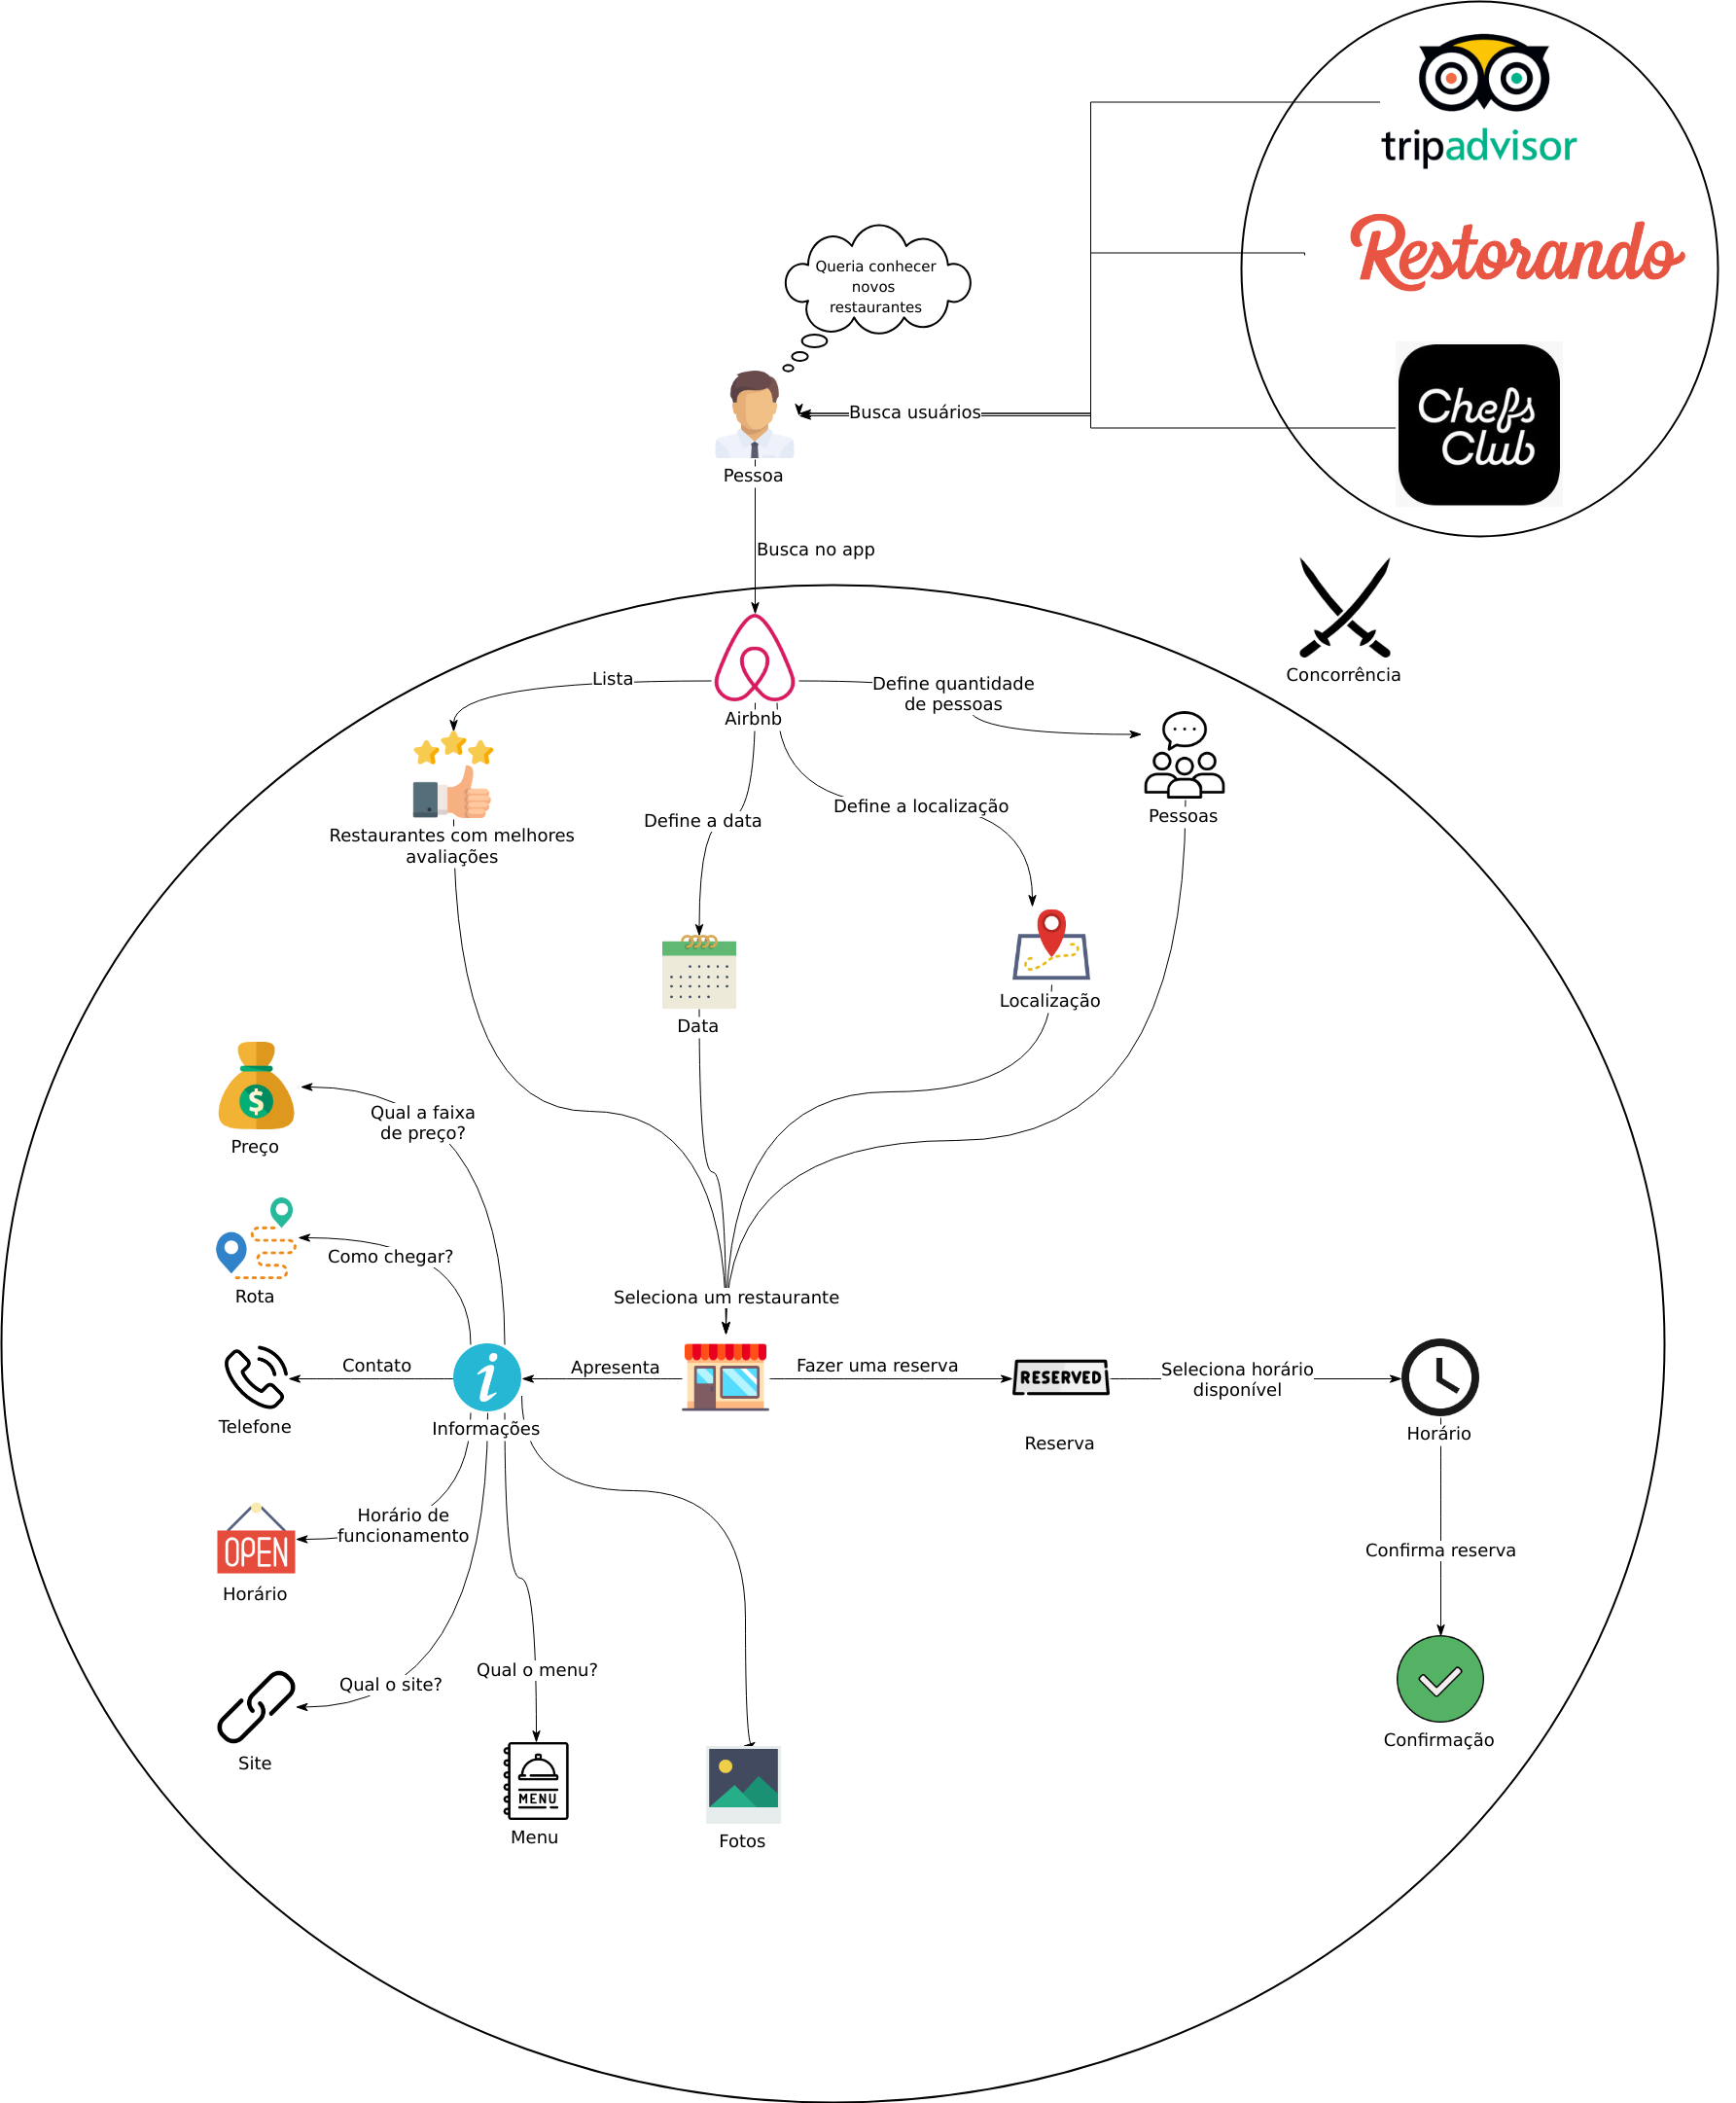 tripadvisor
Restorando
Chefs
Club
Queria conhecer
novos
restaurantes
Busca usuários
Pessoa
Busca no app
Concorrência
Lista
Airbnb
Define quantidade
de pessoas
Restaurantes com melhores
avaliações
Define a data
Define a localização
Pessoas
Data
Localização
Qual a faixa
de preço?
Preço
Como chegar?
Rota
Seleciona um restaurante
Contato
Apresenta
Fazer uma reserva
RESERVED
Seleciona horário
disponível
Telefone
Informações
Reserva
Horário
Horário de
funcionamento
OPEN
Horário
Confirma reserva
Qual o site?
Qual o menu?
Site
MENU
Menu
Fotos
Confirmação